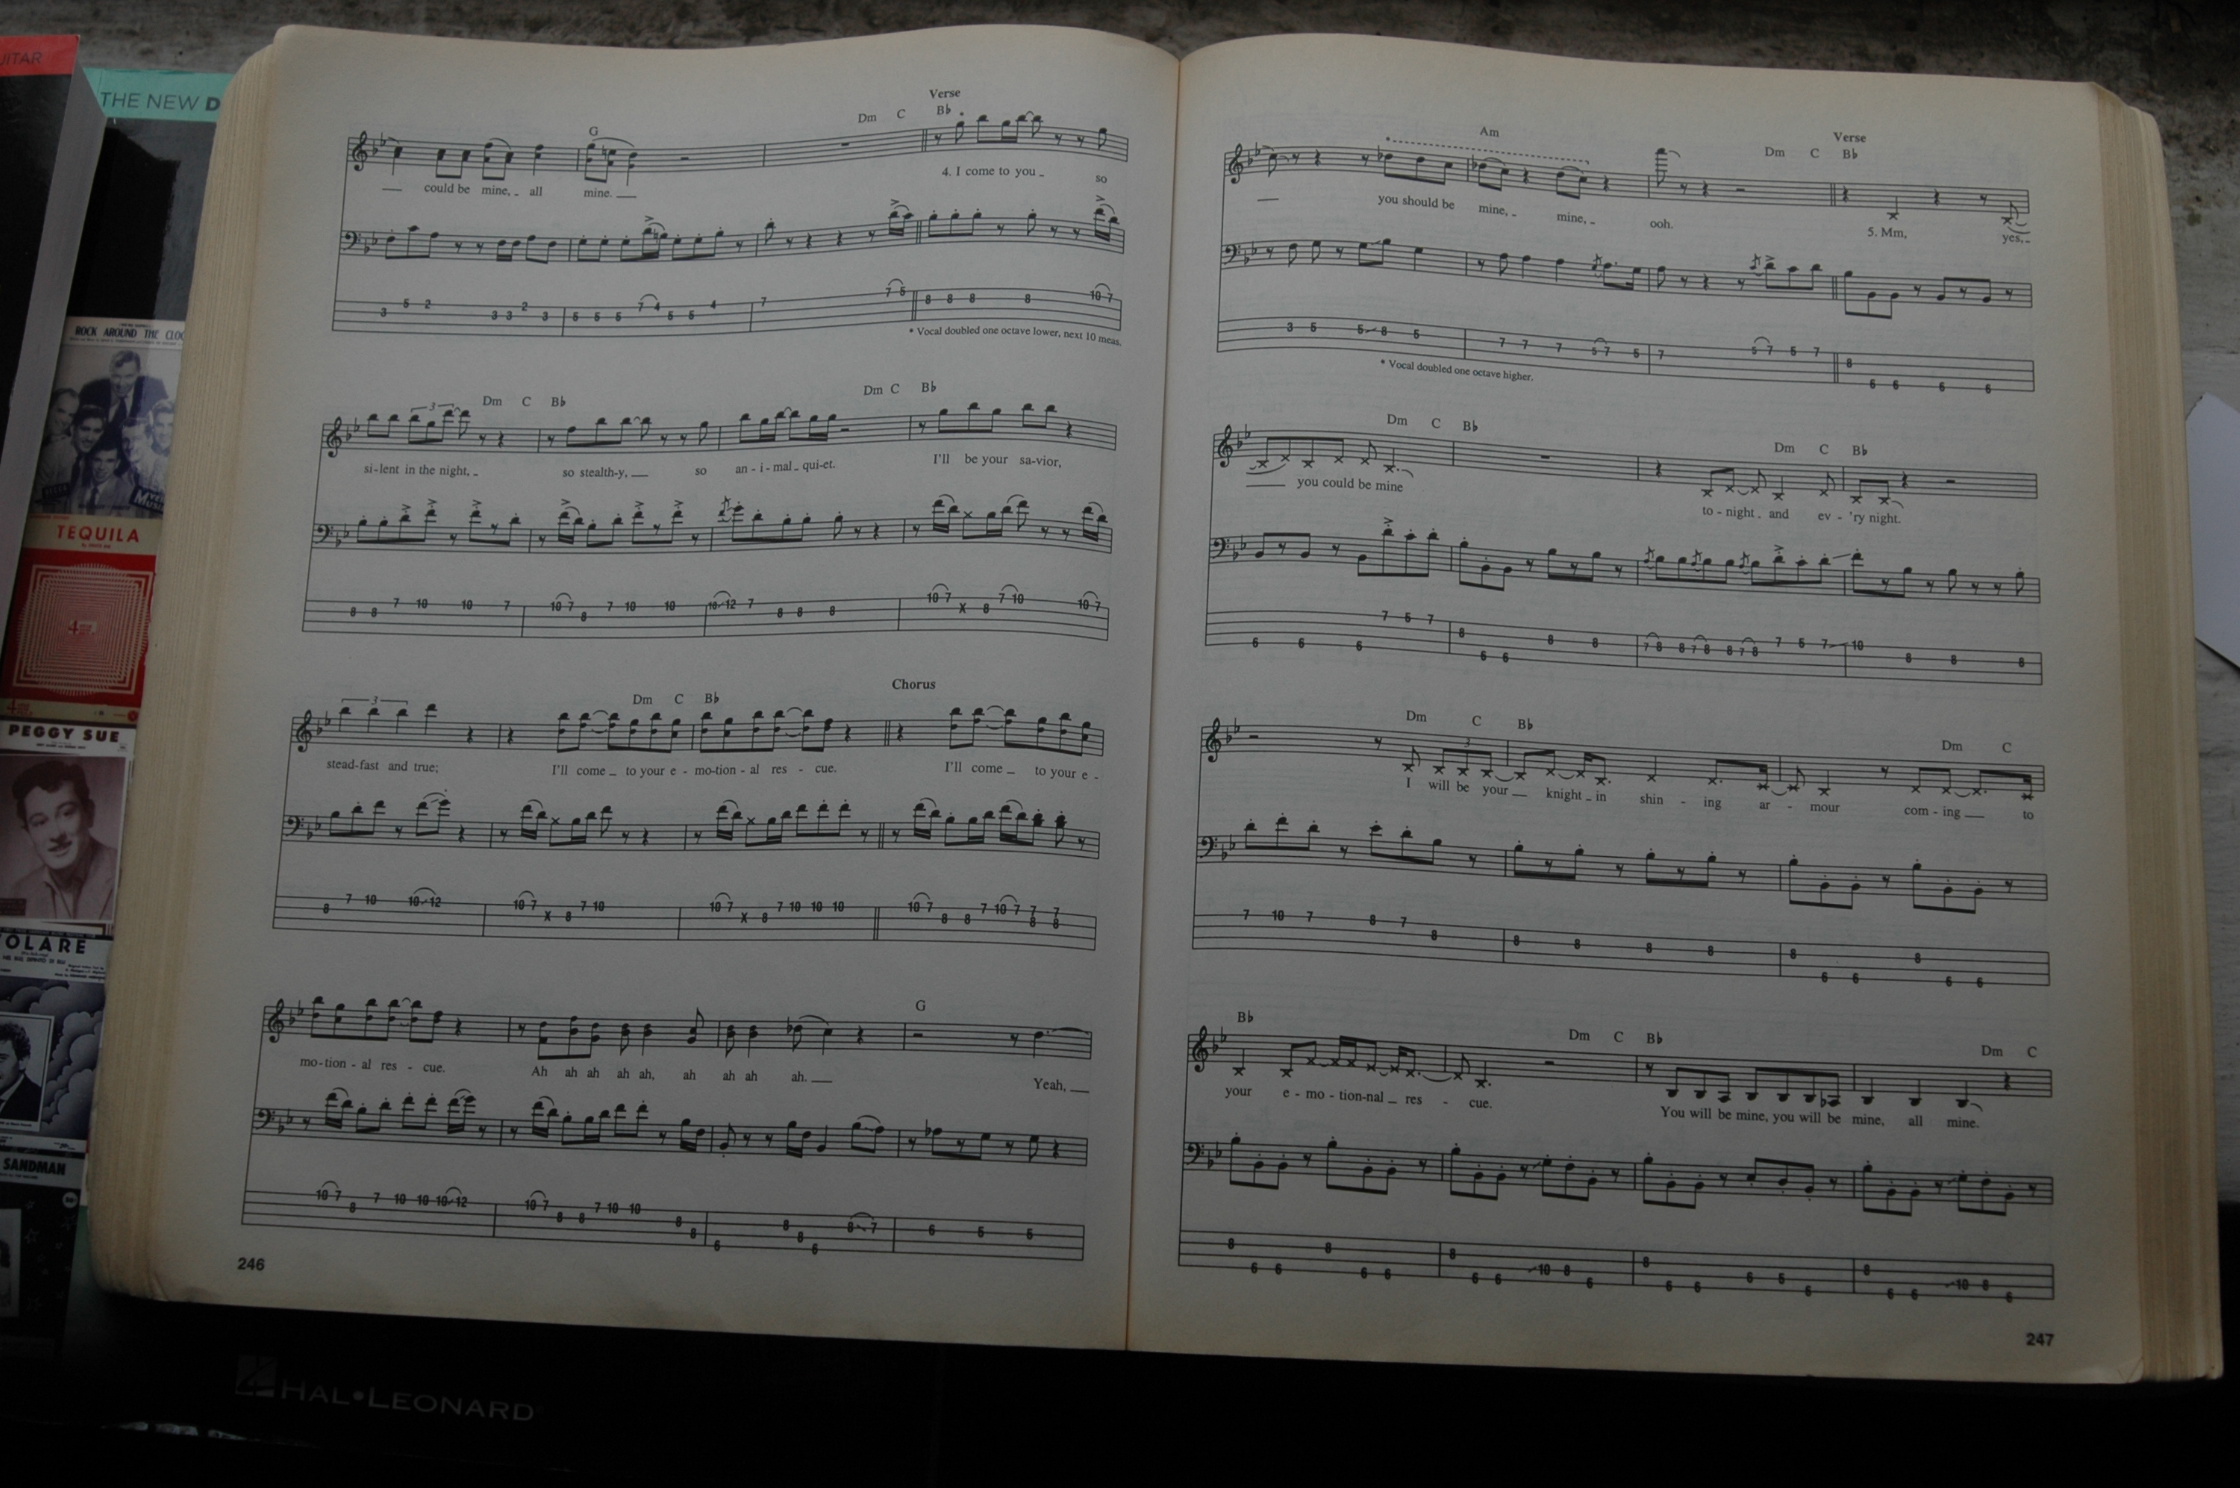 UITAR
THE NEW D
ROCK AROUND THE CLOC
TEQUILA
PEGGY SUE
OLARE
SANDMAN
HAL•LEONARD
Verse
G Dm C B♭
could be mine, all mine. 4. I come to you so
3 5 2 3 3 2 3 5 5 5 7 4 5 5 4 7 7 5 8 8 8 8 10 7
* Vocal doubled one octave lower, next 10 meas.
3 Dm C B♭ Dm C B♭
si-lent in the night, so stealth-y, so an-i-mal qui-et. I'll be your sa-vior,
8 8 7 10 10 7 10 7 8 7 10 10 10 12 7 8 8 8 10 7 X 8 7 10 10 7
Chorus
3 Dm C B♭
stead-fast and true; I'll come to your e-mo-tion-al res-cue. I'll come to your e-
8 7 10 10 12 10 7 X 8 7 10 10 7 X 8 7 10 10 10 10 7 8 8 7 10 10 7 7 8 7 8
G
mo-tion-al res-cue. Ah ah ah ah ah, ah ah ah ah. Yeah,
10 7 8 7 10 10 10 12 10 7 8 8 7 10 10 8 8 6 8 8 6 8 7 6 5 5
246
Am Dm C Verse B♭
you should be mine, mine, ooh. 5. Mm, yes,
3 5 5 8 5 7 7 7 5 7 5 7 5 7 5 7 8 6 6 6 6
* Vocal doubled one octave higher.
Dm C B♭ Dm C B♭
you could be mine to-night and ev-'ry night.
6 6 6 7 5 7 8 6 6 8 8 7 8 8 7 8 8 7 8 7 5 7 10 8 8 8
Dm C B♭ Dm C
3
I will be your knight in shin-ing ar-mour com-ing to
7 10 7 8 7 8 8 8 8 8 8 6 6 8 6 6
B♭ Dm C B♭ Dm C
your e-mo-tion-nal res-cue. You will be mine, you will be mine, all mine.
8 6 6 8 6 6 8 6 6 10 8 6 8 6 6 6 5 6 8 6 6 10 8 6
247